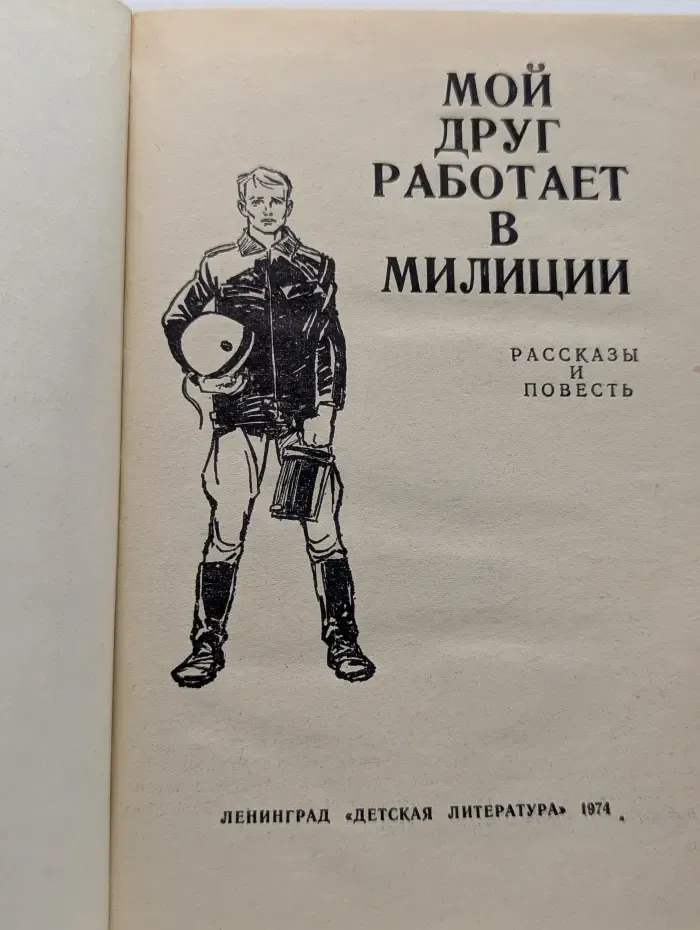 МОЙ
ДРУГ
РАБОТАЕТ
В
МИЛИЦИИ
РАССКАЗЫ
И
ПОВЕСТЬ
ЛЕНИНГРАД «ДЕТСКАЯ ЛИТЕРАТУРА» 1974